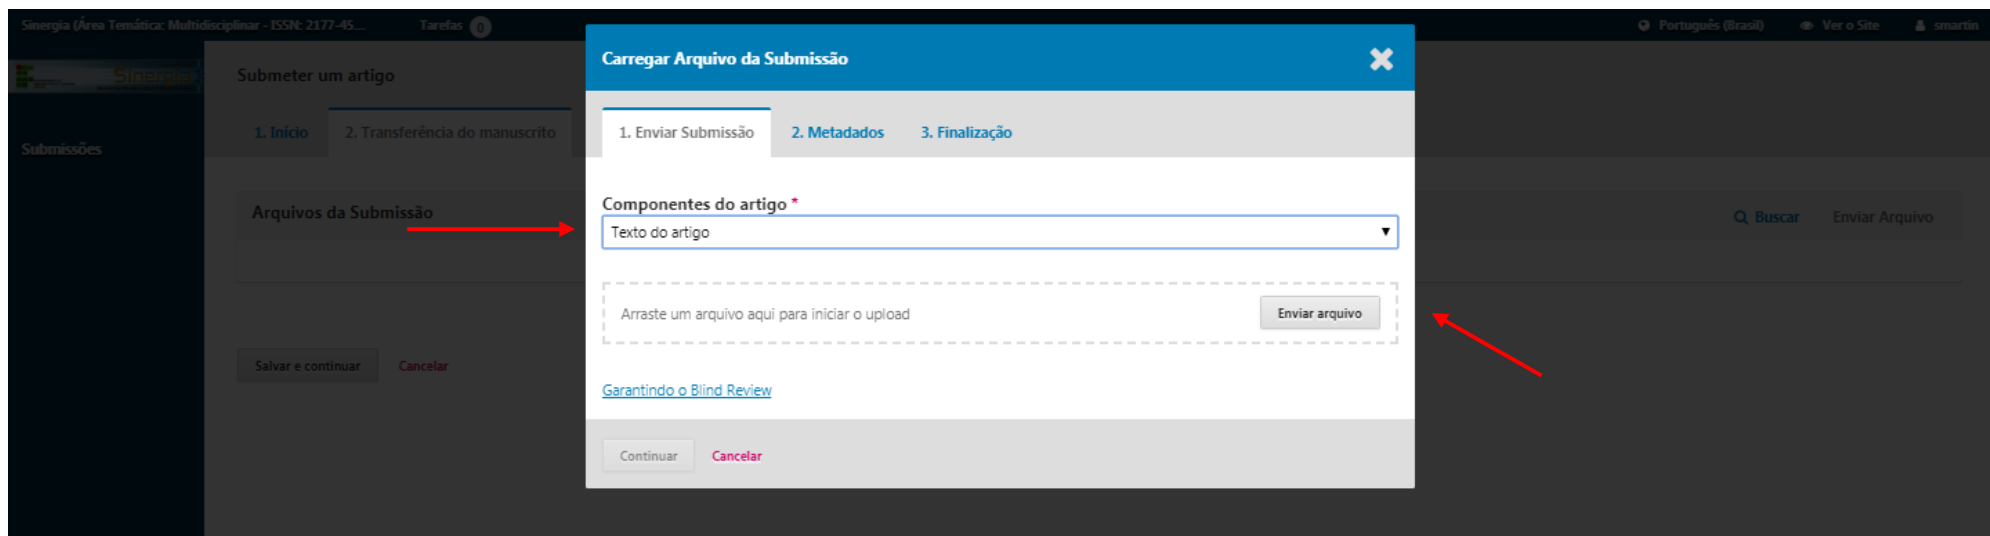 Sinergia (Área Temática: Multidisciplinar - ISSN: 2177-45... Tarefas 0 Português (Brasil) Ver o Site smartin
Carregar Arquivo da Submissão
Sinergia
Submeter um artigo
1. Início 2. Transferência do manuscrito
1. Enviar Submissão 2. Metadados 3. Finalização
Submissões
Componentes do artigo *
Arquivos da Submissão
Buscar Enviar Arquivo
Texto do artigo
Arraste um arquivo aqui para iniciar o upload Enviar arquivo
Salvar e continuar Cancelar
Garantindo o Blind Review
Continuar Cancelar